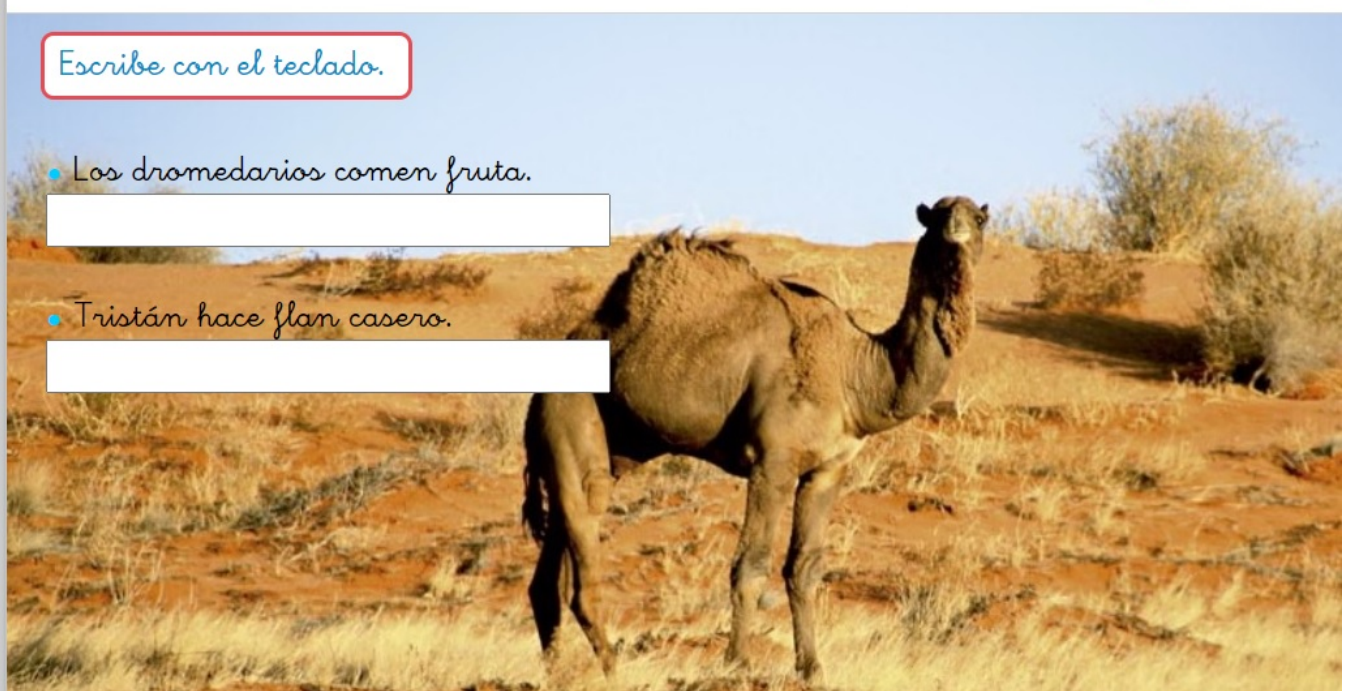 Escribe con el teclado.
Los dromedarios comen fruta.
Tristán hace flan casero.